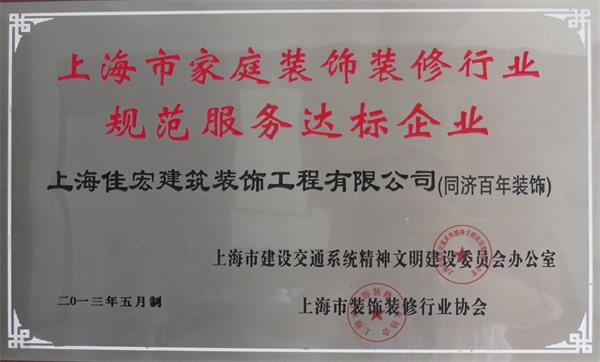 上海市家庭装饰装修行业
规范服务达标企业
上海佳宏建筑装饰工程有限公司(同济百年装饰)
上海市建设交通系统精神文明建设委员会办公室
二〇一三年五月制
上海市装饰装修行业协会